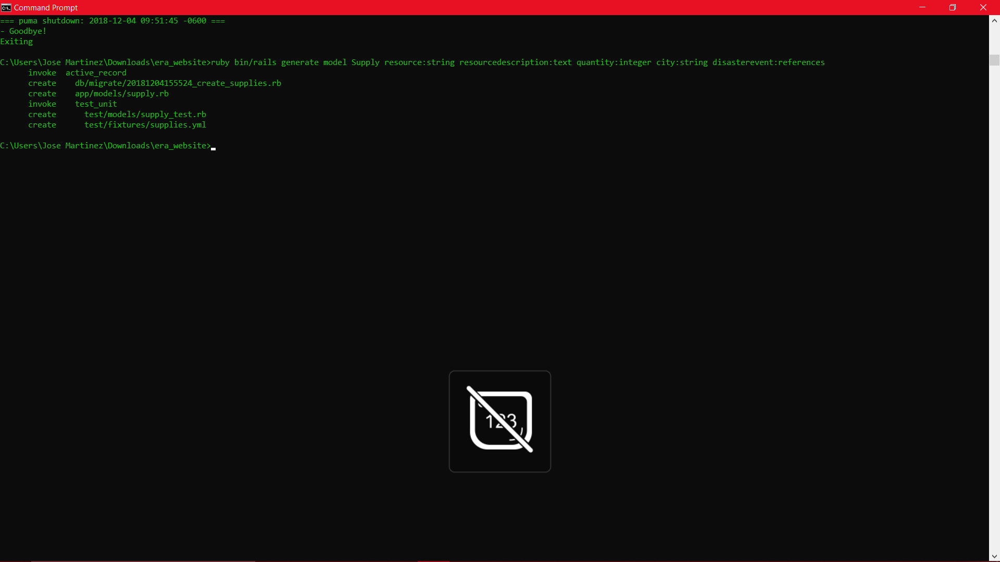 Command Prompt
=== puma shutdown: 2018-12-04 09:51:45 -0600 ===
- Goodbye!
Exiting
C:\Users\Jose Martinez\Downloads\era_website>ruby bin/rails generate model Supply resource:string resourcedescription:text quantity:integer city:string disasterevent:references
invoke  active_record
create    db/migrate/20181204155524_create_supplies.rb
create    app/models/supply.rb
invoke    test_unit
create      test/models/supply_test.rb
create      test/fixtures/supplies.yml
C:\Users\Jose Martinez\Downloads\era_website>
123